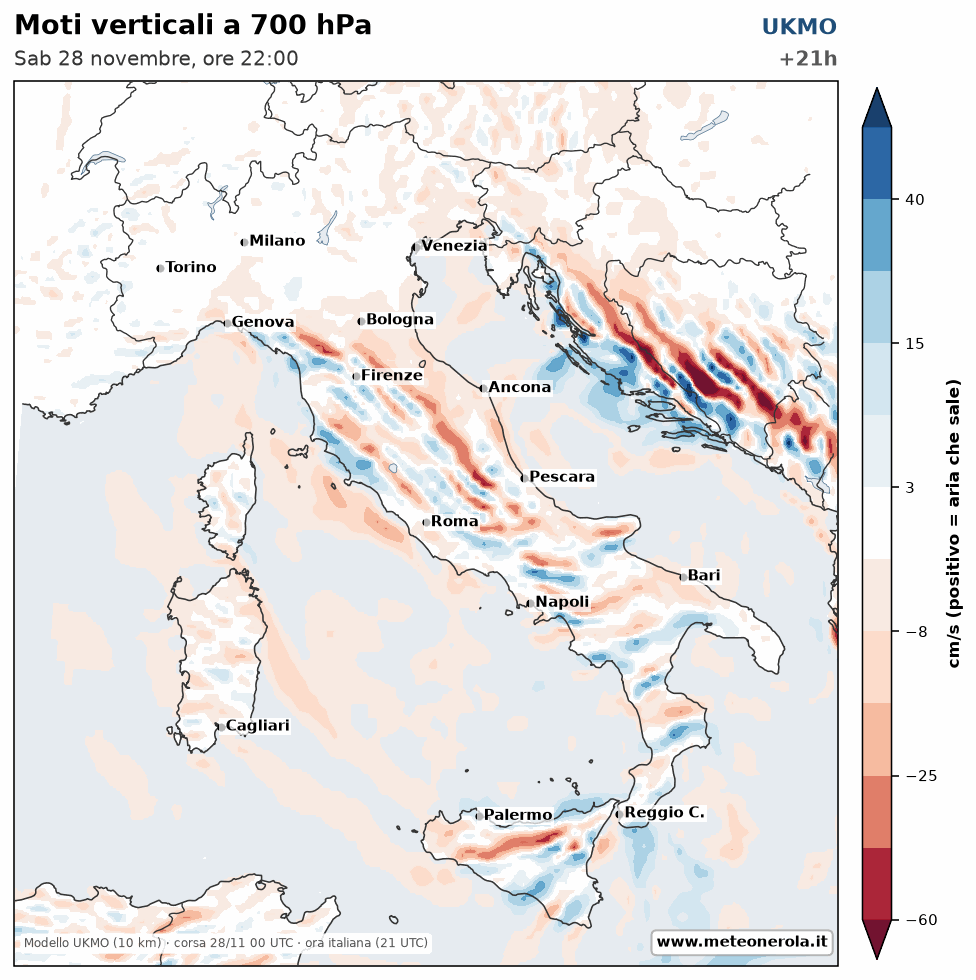 Moti verticali a 700 hPa
UKMO
Sab 28 novembre, ore 22:00
+21h
Milano
Venezia
Torino
Genova
Bologna
Firenze
Ancona
Pescara
Roma
Bari
Napoli
Cagliari
Palermo
Reggio C.
40
15
3
−8
−25
−60
cm/s (positivo = aria che sale)
Modello UKMO (10 km) · corsa 28/11 00 UTC · ora italiana (21 UTC)
www.meteonerola.it